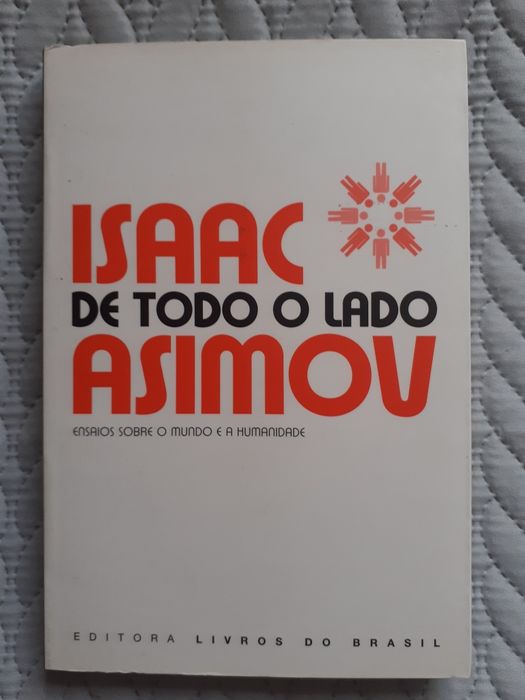 ISAAC
DE TODO O LADO
ASIMOV
ENSAIOS SOBRE O MUNDO E A HUMANIDADE
EDITORA LIVROS DO BRASIL